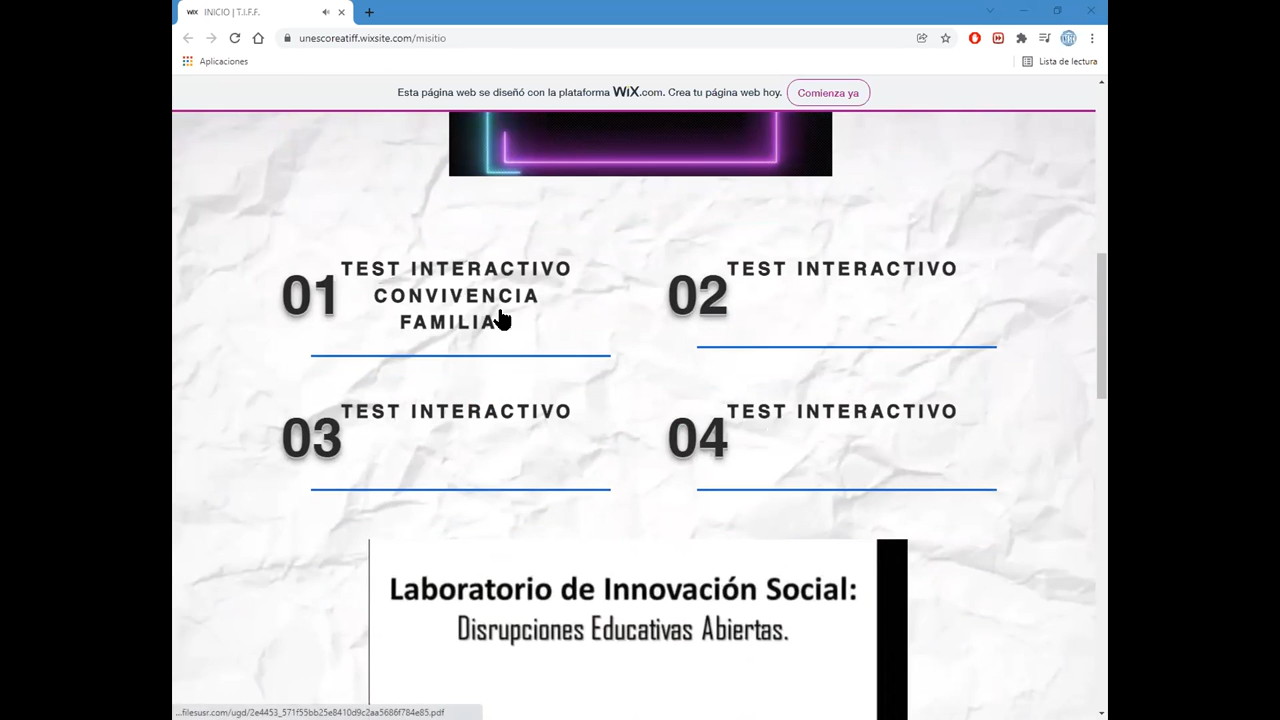 WiX INICIO | T.I.F.F.
unescoreatiff.wixsite.com/misitio
Aplicaciones
Lista de lectura
Esta página web se diseñó con la plataforma WiX.com. Crea tu página web hoy.
Comienza ya
01
TEST INTERACTIVO
CONVIVENCIA
FAMILIA
02
TEST INTERACTIVO
03
TEST INTERACTIVO
04
TEST INTERACTIVO
Laboratorio de Innovación Social:
Disrupciones Educativas Abiertas.
...filesusr.com/ugd/2e4453_571f55bb25e8410d9c2aa5686f784e85.pdf